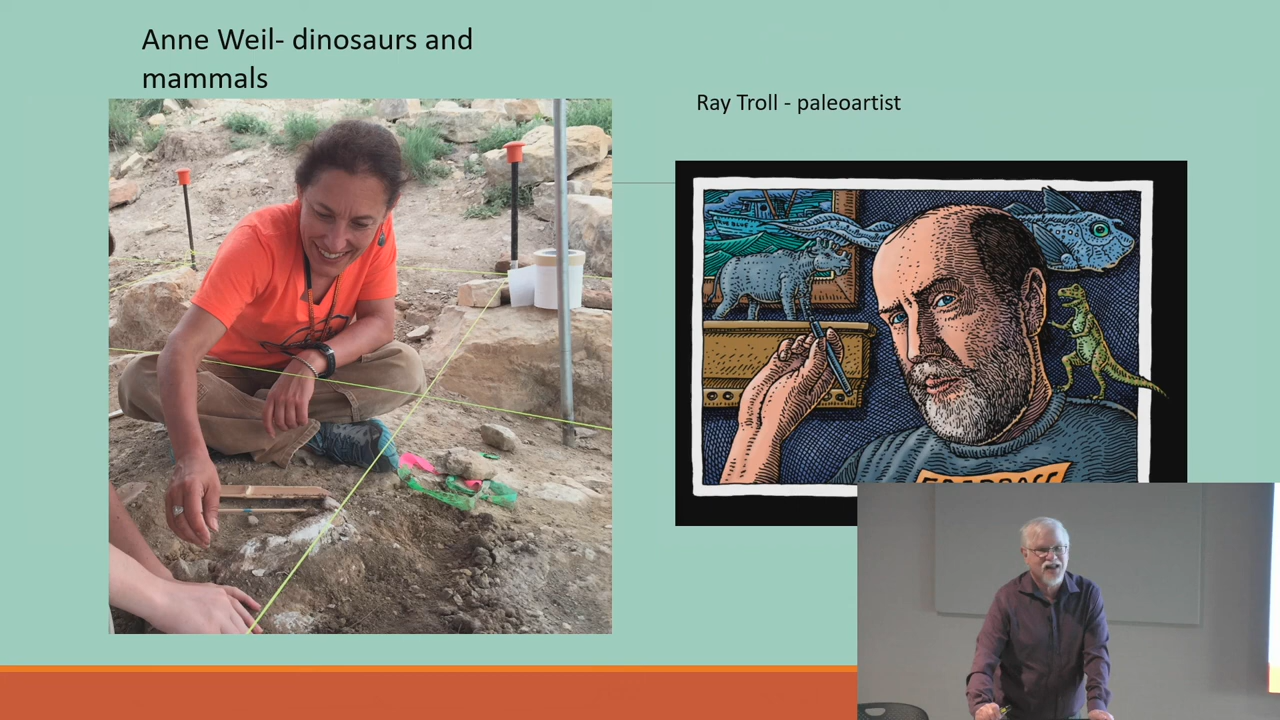 Anne Weil- dinosaurs and
mammals
Ray Troll - paleoartist